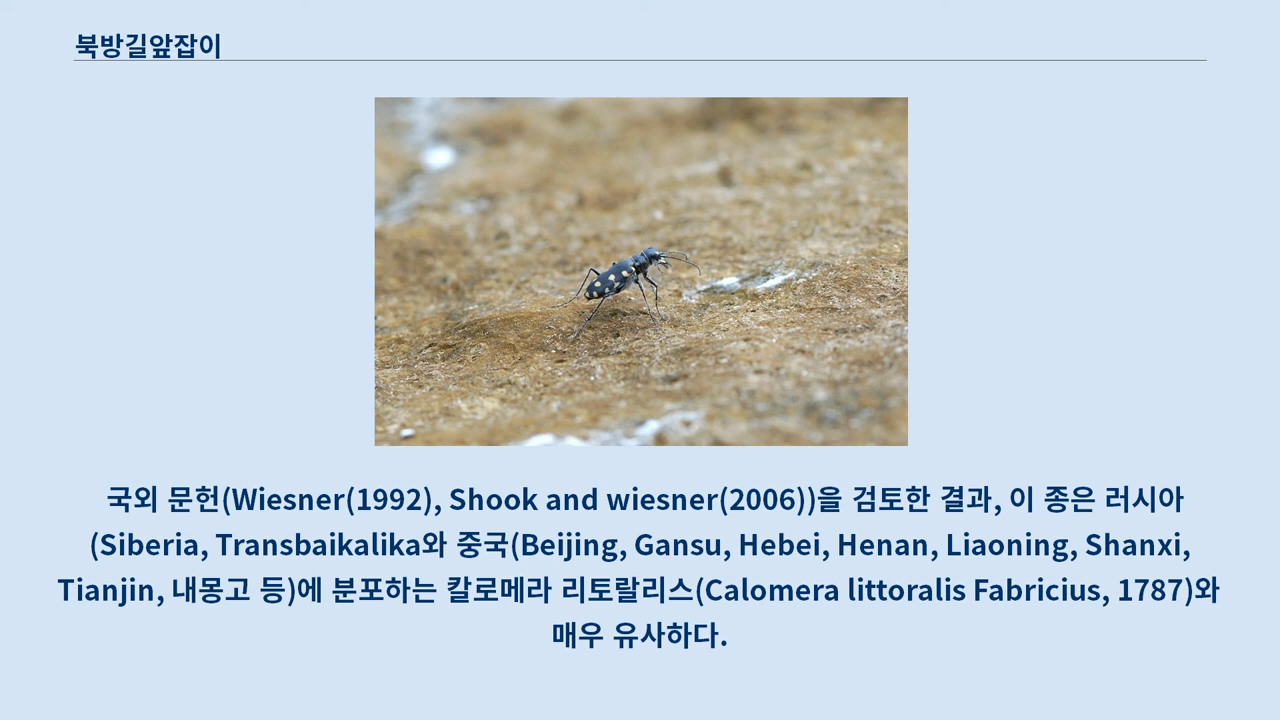 북방길앞잡이
국외 문헌(Wiesner(1992), Shook and wiesner(2006))을 검토한 결과, 이 종은 러시아
(Siberia, Transbaikalika와 중국(Beijing, Gansu, Hebei, Henan, Liaoning, Shanxi,
Tianjin, 내몽고 등)에 분포하는 칼로메라 리토랄리스(Calomera littoralis Fabricius, 1787)와
매우 유사하다.